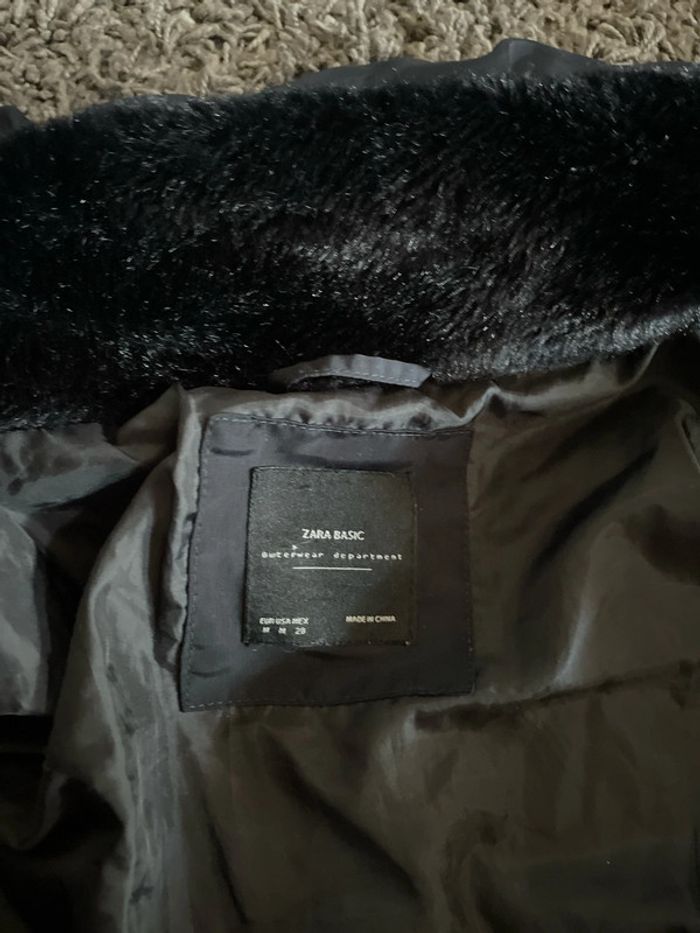 ZARA BASIC
Outerwear department
EUR USA MEX
M M 28
MADE IN CHINA